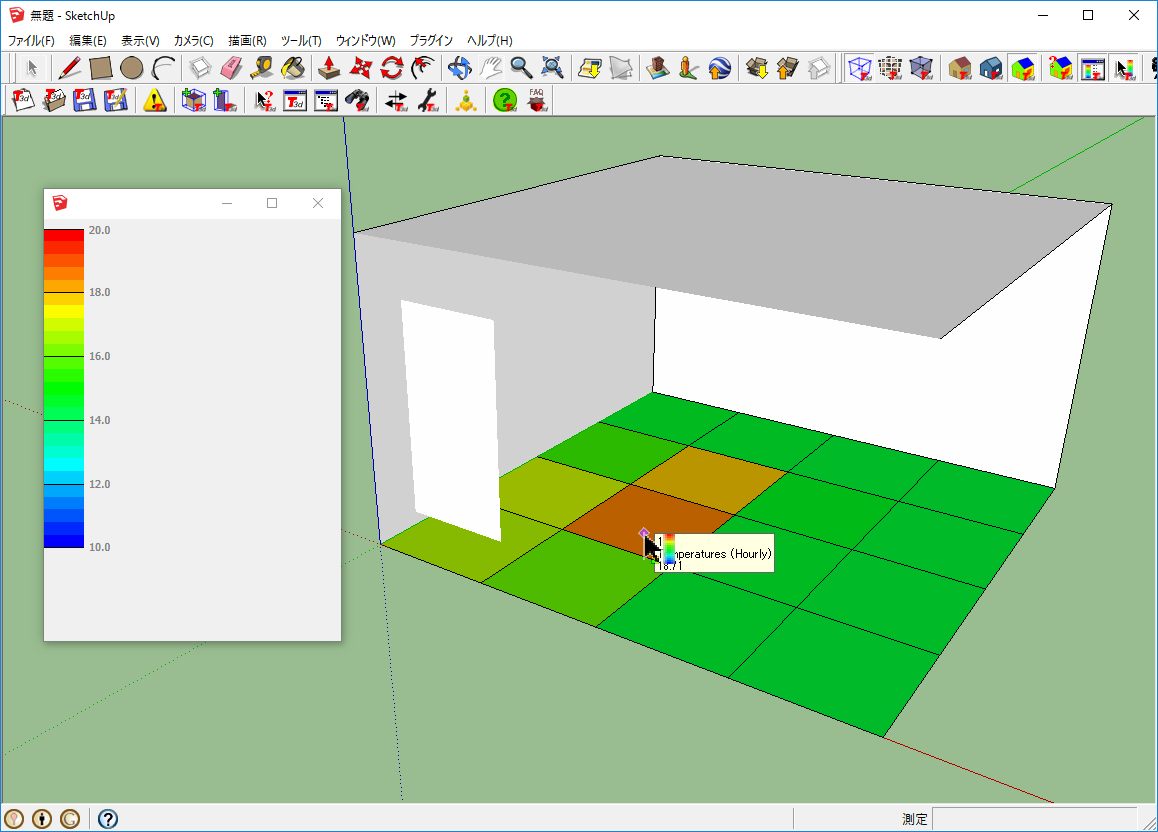 無題 - SketchUp
ファイル(F) 編集(E) 表示(V) カメラ(C) 描画(R) ツール(T) ウィンドウ(W) プラグイン ヘルプ(H)
FAQ
20.0
18.0
16.0
14.0
12.0
10.0
(Hourly)
18.71
測定